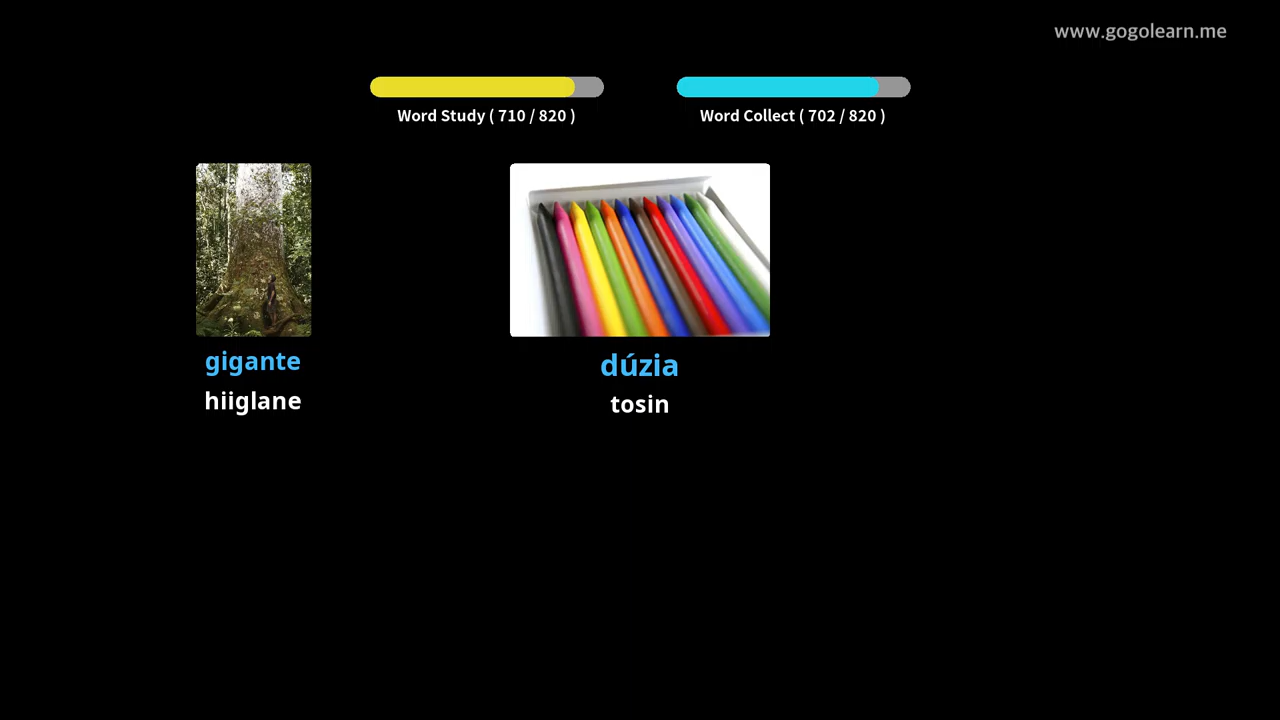 www.gogolearn.me
Word Study ( 710 / 820 )
Word Collect ( 702 / 820 )
gigante
hiiglane
dúzia
tosin